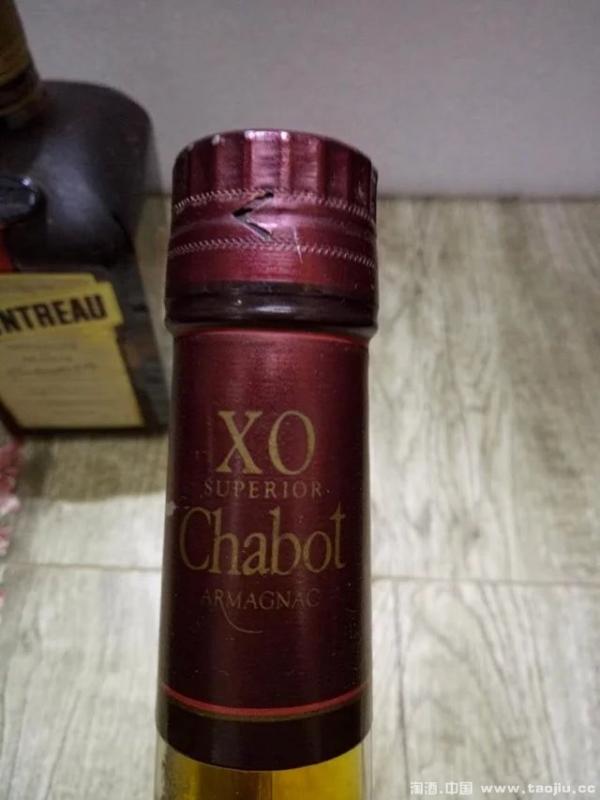 NTREAU
XO
SUPERIOR
Chabot
ARMAGNAC
淘酒.中国 www.taojiu.cc